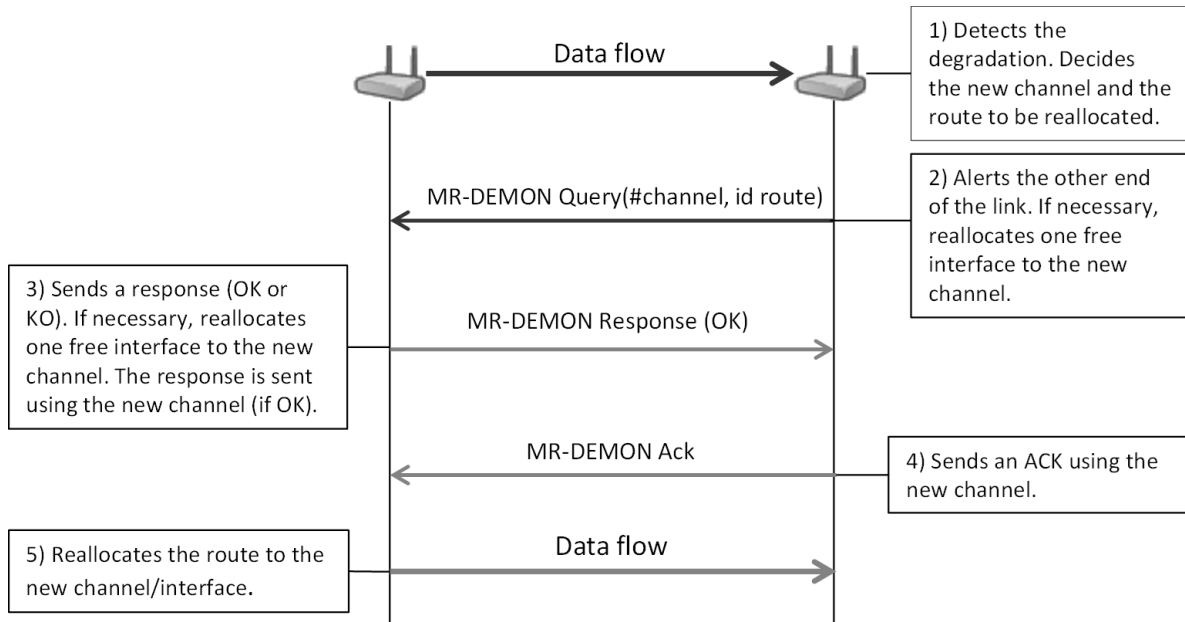 Data flow
1) Detects the
degradation. Decides
the new channel and the
route to be reallocated.
MR-DEMON Query(#channel, id route)
2) Alerts the other end
of the link. If necessary,
reallocates one free
interface to the new
channel.
3) Sends a response (OK or
KO). If necessary, reallocates
one free interface to the new
channel. The response is sent
using the new channel (if OK).
MR-DEMON Response (OK)
MR-DEMON Ack
4) Sends an ACK using the
new channel.
5) Reallocates the route to the
new channel/interface.
Data flow